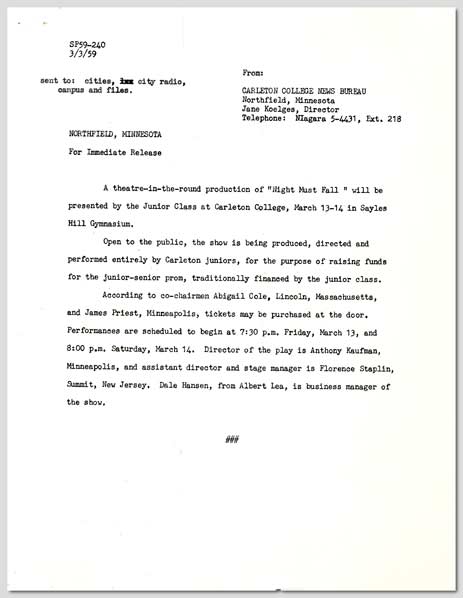 SP59-240
3/3/59
sent to: cities, city radio,
campus and files.
From:
CARLETON COLLEGE NEWS BUREAU
Northfield, Minnesota
Jane Koelges, Director
Telephone: NIagara 5-4431, Ext. 218
NORTHFIELD, MINNESOTA
For Immediate Release
A theatre-in-the-round production of "Night Must Fall " will be
presented by the Junior Class at Carleton College, March 13-14 in Sayles
Hill Gymnasium.
Open to the public, the show is being produced, directed and
performed entirely by Carleton juniors, for the purpose of raising funds
for the junior-senior prom, traditionally financed by the junior class.
According to co-chairmen Abigail Cole, Lincoln, Massachusetts,
and James Priest, Minneapolis, tickets may be purchased at the door.
Performances are scheduled to begin at 7:30 p.m. Friday, March 13, and
8:00 p.m. Saturday, March 14. Director of the play is Anthony Kaufman,
Minneapolis, and assistant director and stage manager is Florence Staplin,
Summit, New Jersey. Dale Hansen, from Albert Lea, is business manager of
the show.
###